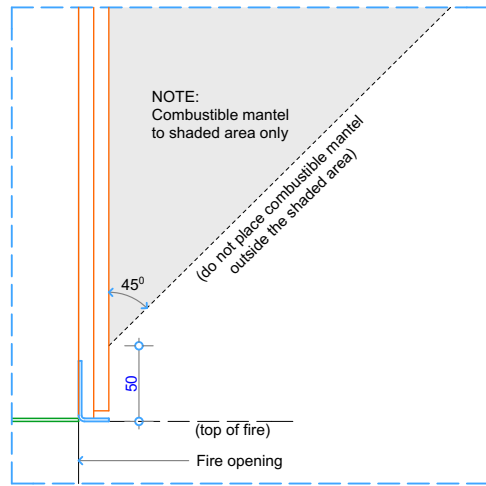 NOTE:
Combustible mantel
to shaded area only
(do not place combustible mantel
outside the shaded area)
45⁰
50
(top of fire)
Fire opening